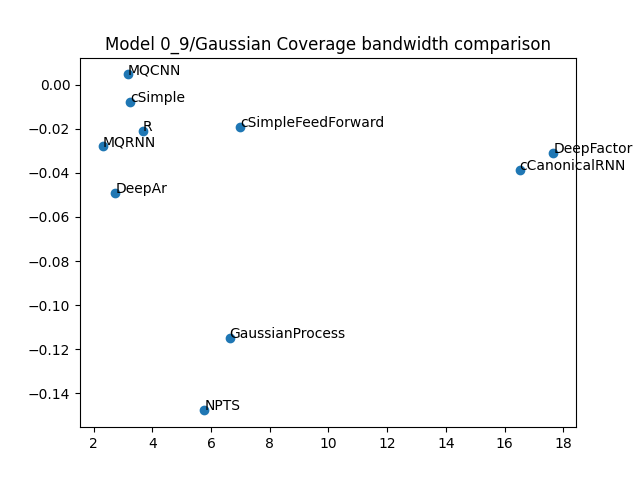 Model 0_9/Gaussian Coverage bandwidth comparison
0.00
−0.02
−0.04
−0.06
−0.08
−0.10
−0.12
−0.14
MQCNN
cSimple
R
cSimpleFeedForward
MQRNN
DeepFactor
cCanonicalRNN
DeepAr
GaussianProcess
NPTS
2 4 6 8 10 12 14 16 18